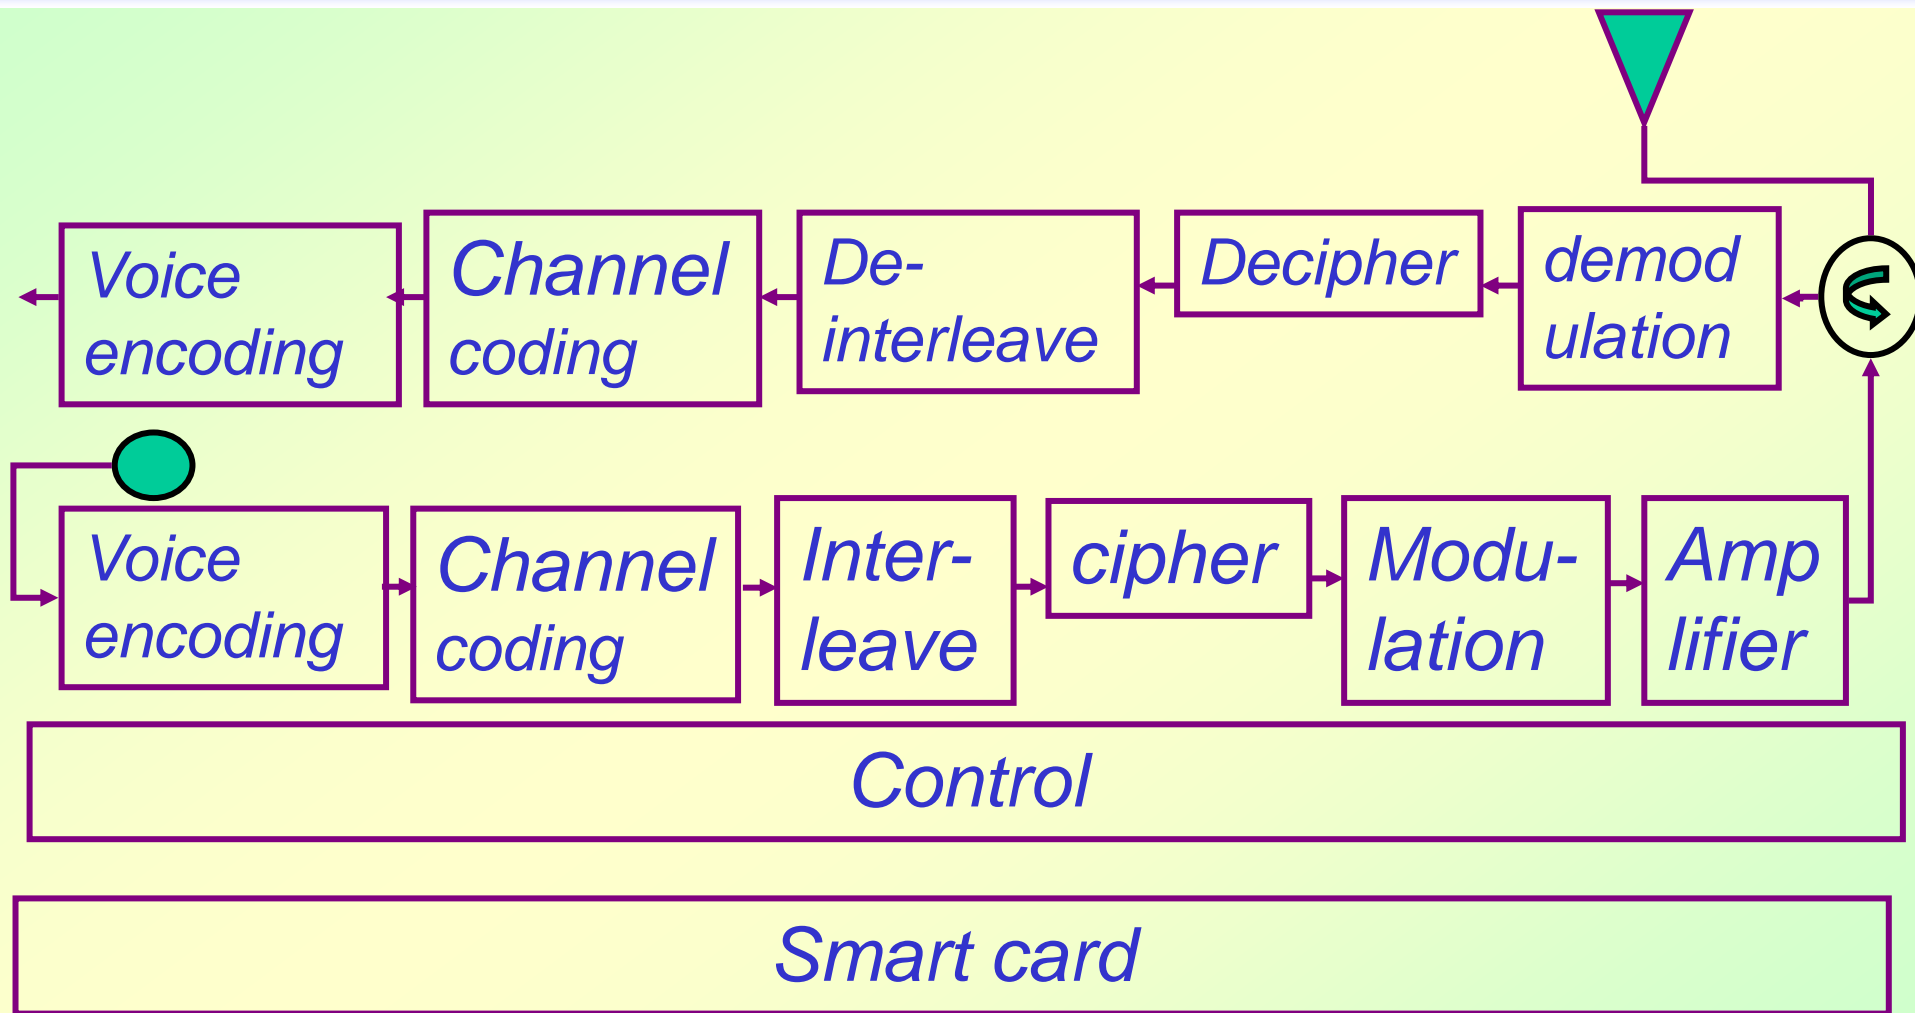 Voice
encoding
Channel
coding
De-
interleave
Decipher
demod
ulation
Voice
encoding
Channel
coding
Inter-
leave
cipher
Modu-
lation
Amp
lifier
Control
Smart card